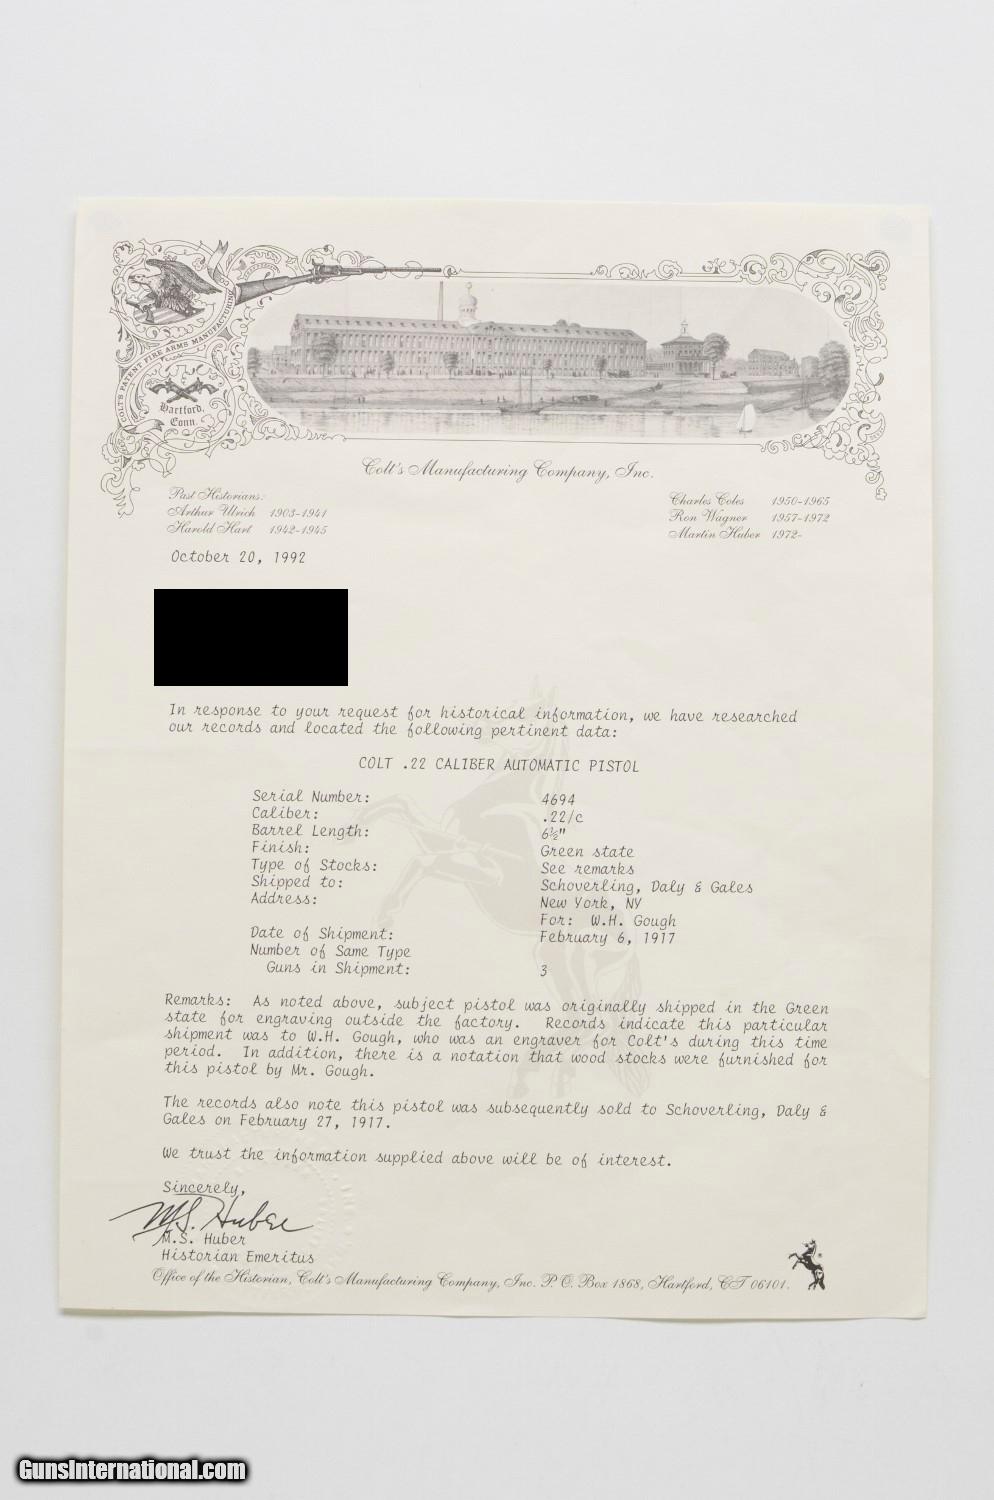 COLT'S PATENT FIRE ARMS MANUFACTURING CO
Hartford,
Conn.
Colt's Manufacturing Company, Inc.
Past Historians:
Arthur Ulrich 1903-1941
Harold Hart 1942-1945
Charles Coles 1950-1965
Ron Wagner 1957-1972
Martin Huber 1972-
October 20, 1992
In response to your request for historical information, we have researched
our records and located the following pertinent data:
COLT .22 CALIBER AUTOMATIC PISTOL
Serial Number: 4694
Caliber: .22/c
Barrel Length: 6½"
Finish: Green state
Type of Stocks: See remarks
Shipped to: Schoverling, Daly & Gales
Address: New York, NY
For: W.H. Gough
Date of Shipment: February 6, 1917
Number of Same Type
Guns in Shipment: 3
Remarks: As noted above, subject pistol was originally shipped in the Green
state for engraving outside the factory. Records indicate this particular
shipment was to W.H. Gough, who was an engraver for Colt's during this time
period. In addition, there is a notation that wood stocks were furnished for
this pistol by Mr. Gough.
The records also note this pistol was subsequently sold to Schoverling, Daly &
Gales on February 27, 1917.
We trust the information supplied above will be of interest.
Sincerely,
M.S. Huber
M.S. Huber
Historian Emeritus
Office of the Historian, Colt's Manufacturing Company, Inc. P.O. Box 1868, Hartford, CT 06101.
GunsInternational.com